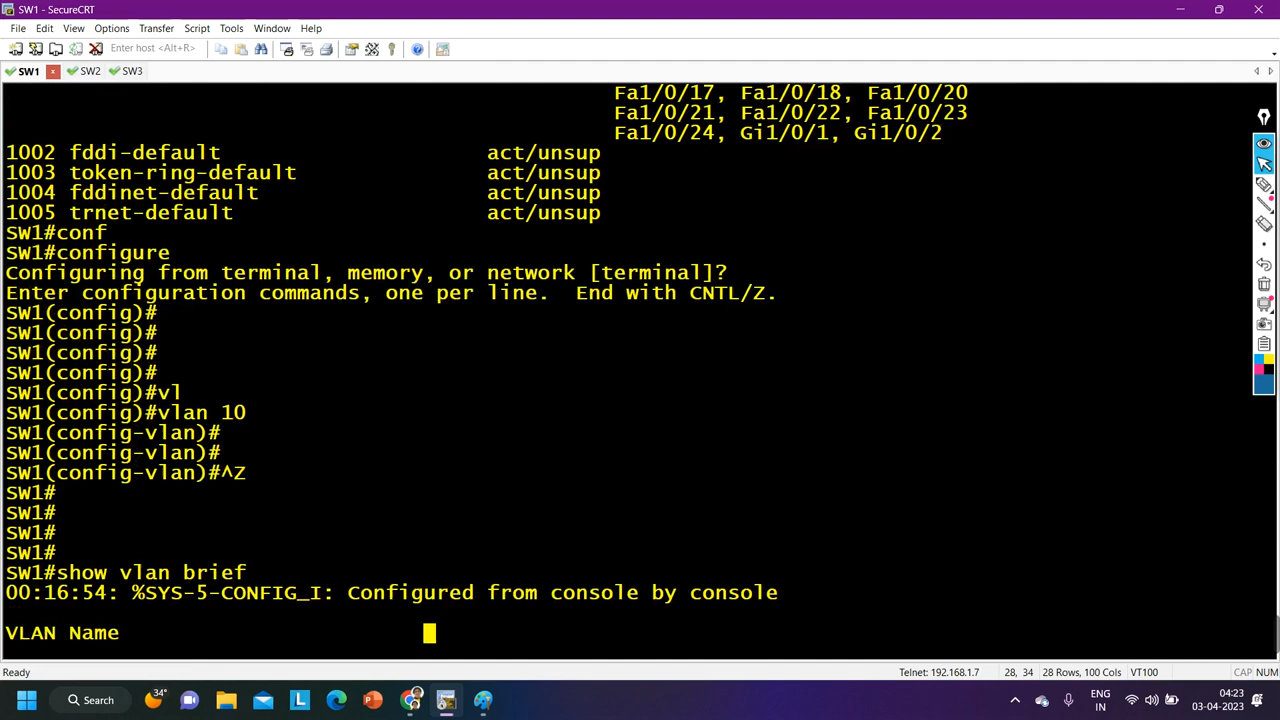 SW1 - SecureCRT
File Edit View Options Transfer Script Tools Window Help
Enter host <Alt+R>
SW1 x SW2 SW3
Fa1/0/17, Fa1/0/18, Fa1/0/20
Fa1/0/21, Fa1/0/22, Fa1/0/23
Fa1/0/24, Gi1/0/1, Gi1/0/2
1002 fddi-default act/unsup
1003 token-ring-default act/unsup
1004 fddinet-default act/unsup
1005 trnet-default act/unsup
SW1#conf
SW1#configure
Configuring from terminal, memory, or network [terminal]?
Enter configuration commands, one per line. End with CNTL/Z.
SW1(config)#
SW1(config)#
SW1(config)#
SW1(config)#
SW1(config)#vl
SW1(config)#vlan 10
SW1(config-vlan)#
SW1(config-vlan)#
SW1(config-vlan)#^Z
SW1#
SW1#
SW1#
SW1#
SW1#show vlan brief
00:16:54: %SYS-5-CONFIG_I: Configured from console by console
VLAN Name
Ready Telnet: 192.168.1.7 28, 34 28 Rows, 100 Cols VT100 CAP NUM
Search 34° ENG 04:23
IN 03-04-2023